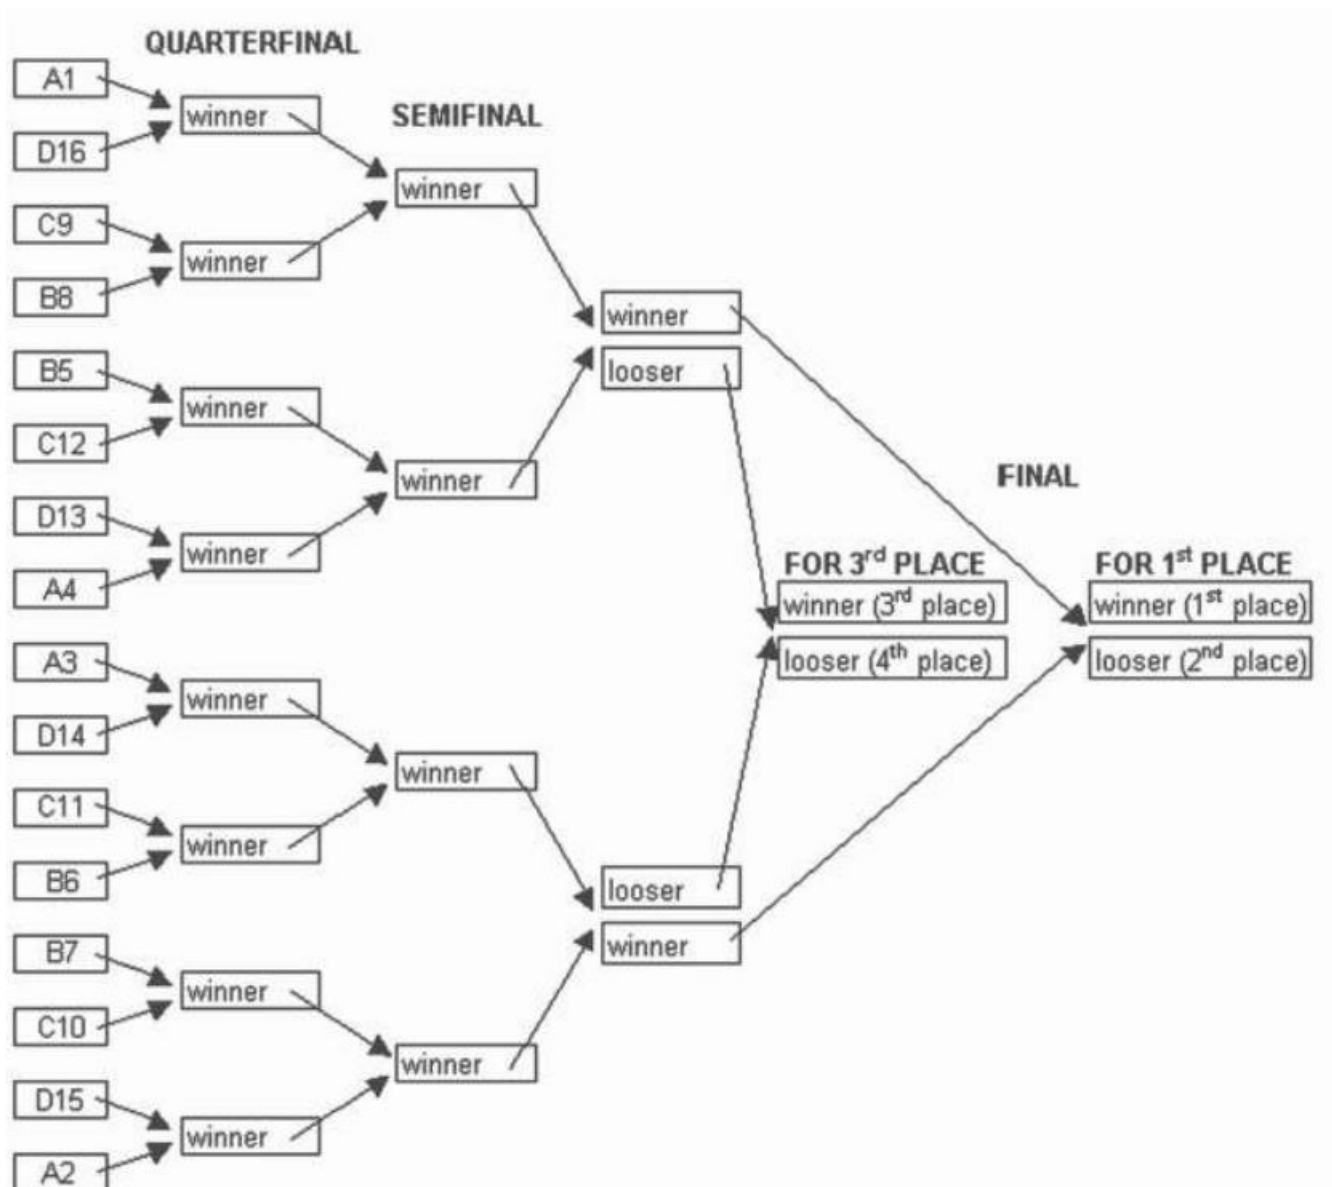 QUARTERFINAL
A1
winner
SEMIFINAL
D16
winner
C9
winner
B8
winner
looser
B5
winner
C12
winner
FINAL
D13
winner
A4
FOR 3rd PLACE
FOR 1st PLACE
winner (3rd place)
winner (1st place)
looser (4th place)
looser (2nd place)
A3
winner
D14
winner
C11
winner
B6
looser
winner
B7
winner
C10
winner
D15
winner
A2